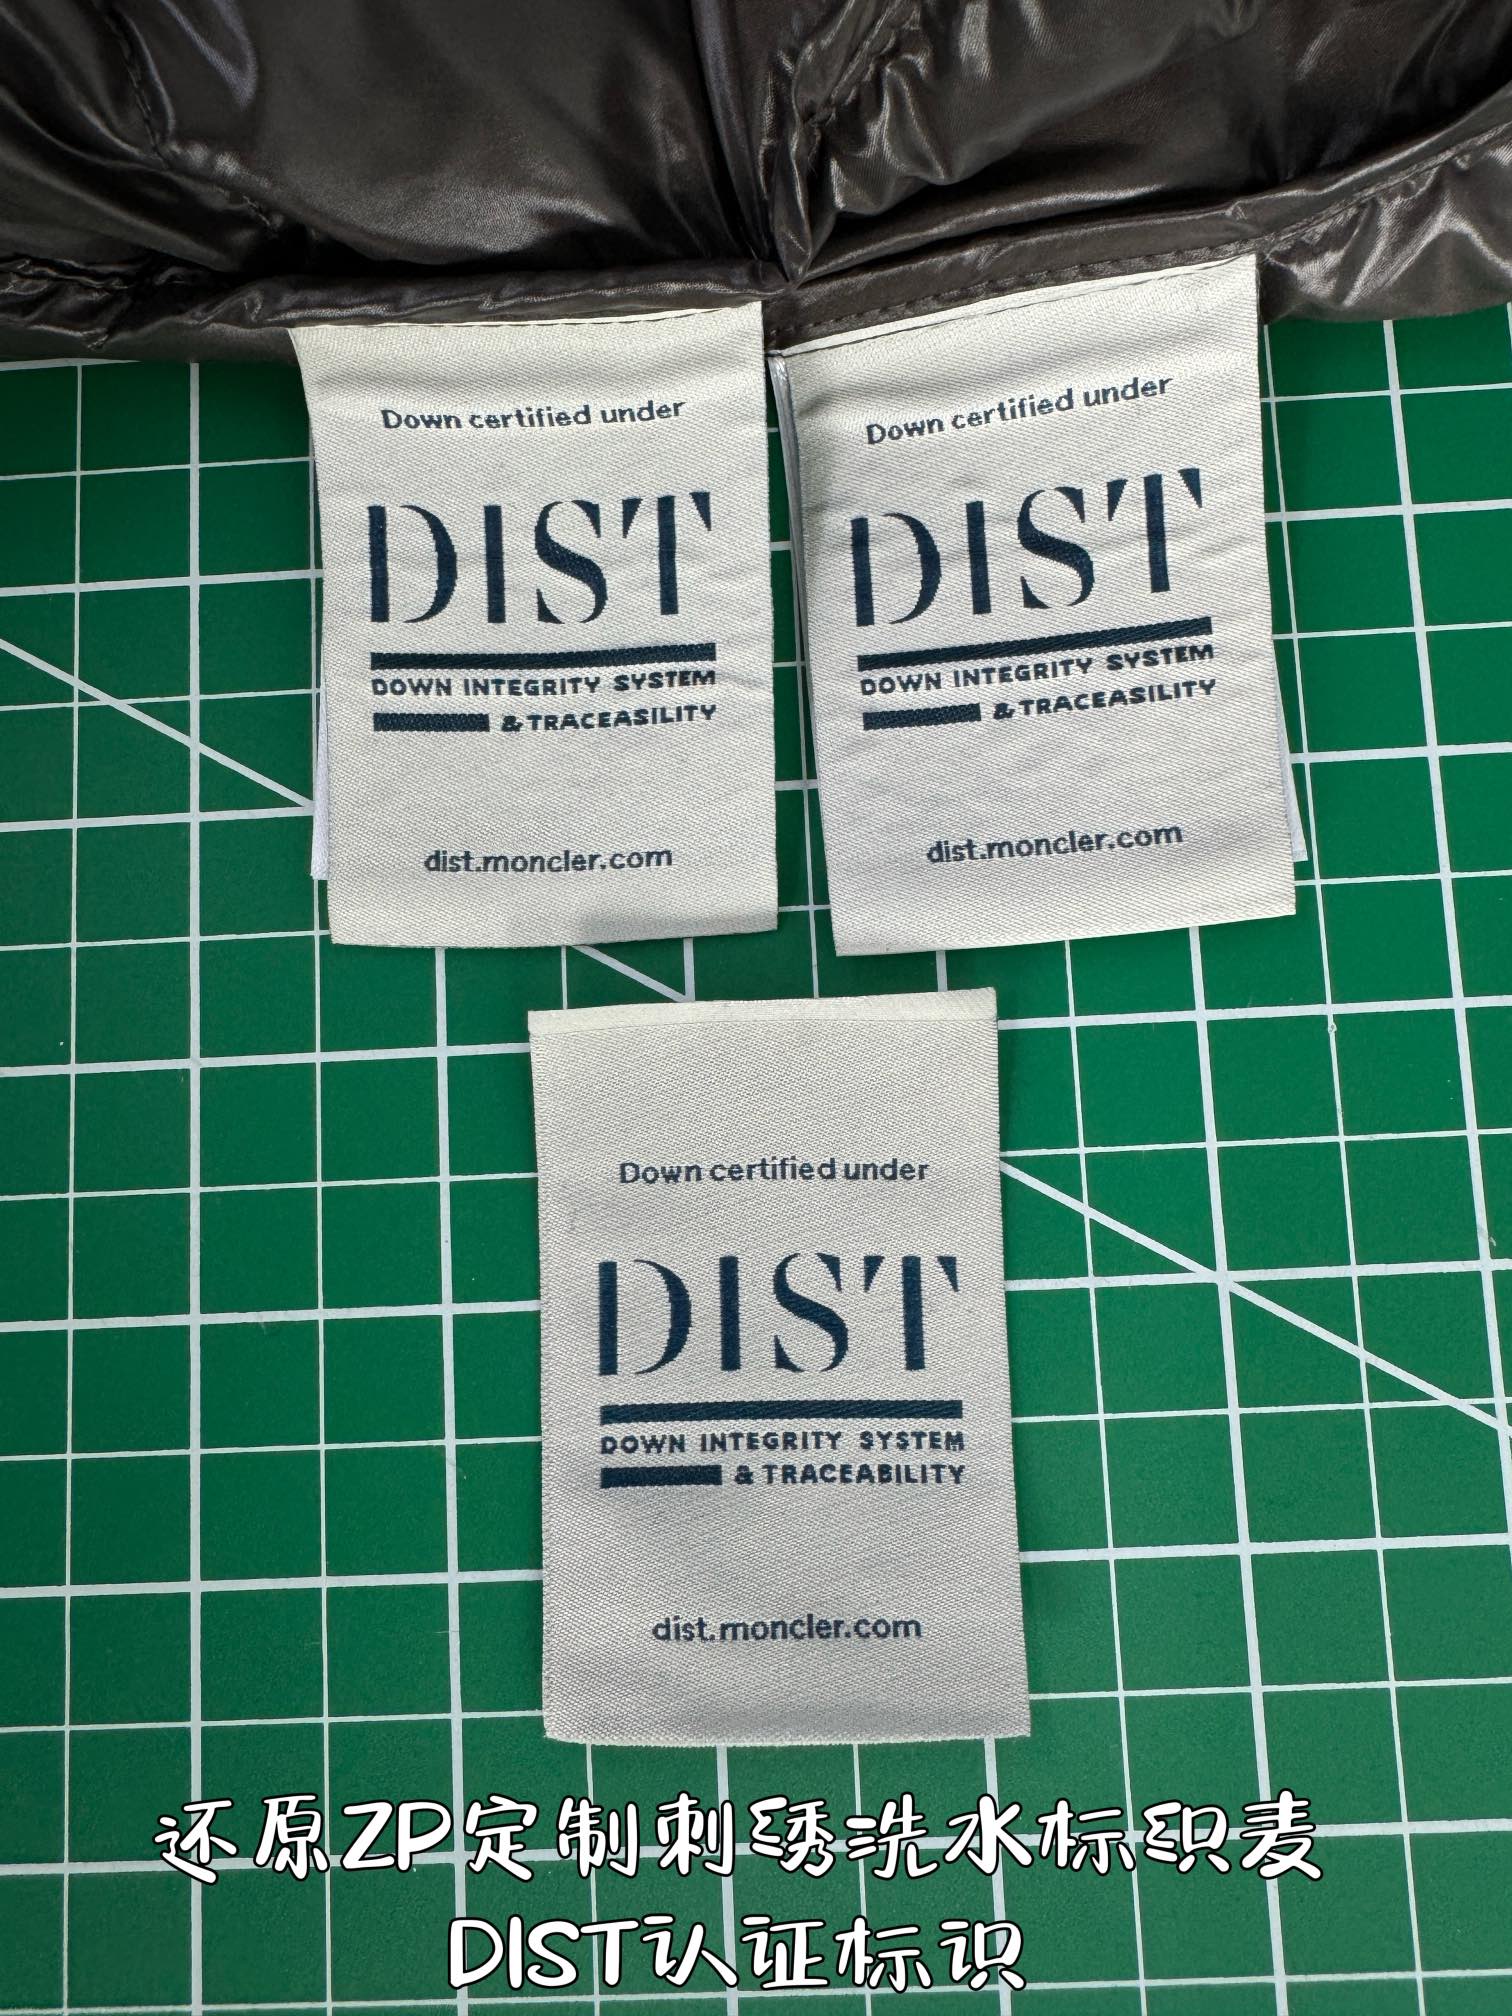 Down certified under
DIST
DOWN INTEGRITY SYSTEM
& TRACEASILITY
dist.moncler.com
Down certified under
DIST
DOWN INTEGRITY SYSTEM
& TRACEASILITY
dist.moncler.com
Down certified under
DIST
DOWN INTEGRITY SYSTEM
& TRACEABILITY
dist.moncler.com
还原ZP定制刺绣洗水标织麦
DIST认证标识